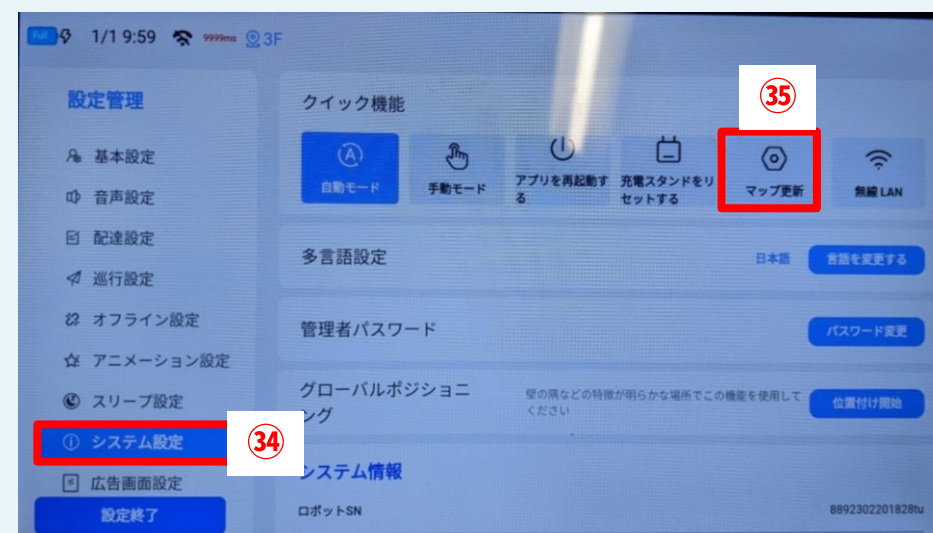 Full 1/1 9:59 9999ms 3F
設定管理
基本設定
音声設定
配達設定
巡行設定
オフライン設定
アニメーション設定
スリープ設定
システム設定
㉞
広告画面設定
設定終了
クイック機能
㉟
自動モード
手動モード
アプリを再起動す
る
充電スタンドをリ
セットする
マップ更新
無線 LAN
多言語設定
日本語
言語を変更する
管理者パスワード
パスワード変更
グローバルポジショニ
ング
壁の隅などの特徴が明らかな場所でこの機能を使用して
ください
位置付け開始
システム情報
ロボットSN
8892302201828tu